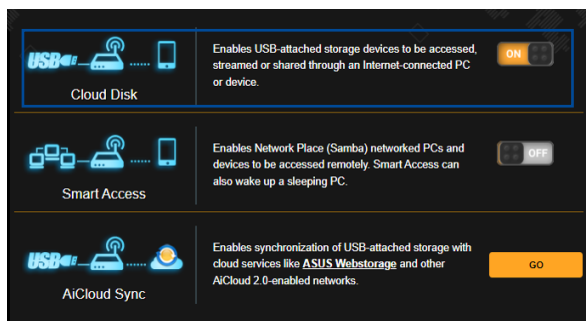 USB
Cloud Disk
Enables USB-attached storage devices to be accessed,
streamed or shared through an Internet-connected PC
or device.
ON
Smart Access
Enables Network Place (Samba) networked PCs and
devices to be accessed remotely. Smart Access can
also wake up a sleeping PC.
OFF
USB
AiCloud Sync
Enables synchronization of USB-attached storage with
cloud services like ASUS Webstorage and other
AiCloud 2.0-enabled networks.
GO